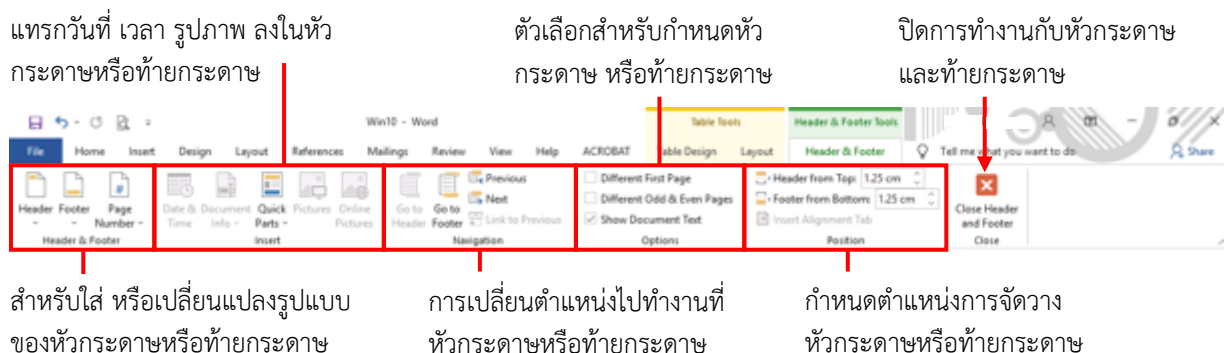 แทรกวันที่ เวลา รูปภาพ ลงในหัว
กระดาษหรือท้ายกระดาษ
ตัวเลือกสำหรับกำหนดหัว
กระดาษ หรือท้ายกระดาษ
ปิดการทำงานกับหัวกระดาษ
และท้ายกระดาษ
Win10 - Word
Table Tools
Header & Footer Tools
File Home Insert Design Layout References Mailings Review View Help ACROBAT Table Design Layout Header & Footer Tell me what you want to do Share
Header Footer Page Number
Header & Footer
Date & Time Document Info Quick Parts Pictures Online Pictures
Insert
Go to Header Go to Footer
Previous
Next
Link to Previous
Navigation
Different First Page
Different Odd & Even Pages
Show Document Text
Options
Header from Top: 1.25 cm
Footer from Bottom: 1.25 cm
Insert Alignment Tab
Position
Close Header
and Footer
Close
สำหรับใส่ หรือเปลี่ยนแปลงรูปแบบ
ของหัวกระดาษหรือท้ายกระดาษ
การเปลี่ยนตำแหน่งไปทำงานที่
หัวกระดาษหรือท้ายกระดาษ
กำหนดตำแหน่งการจัดวาง
หัวกระดาษหรือท้ายกระดาษ